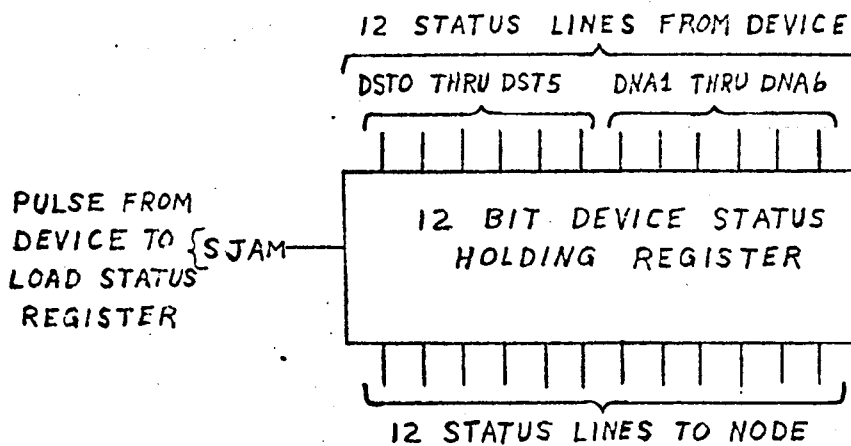 12 STATUS LINES FROM DEVICE
DST0 THRU DST5 DNA1 THRU DNA6
PULSE FROM
DEVICE TO
LOAD STATUS
REGISTER
SJAM
12 BIT DEVICE STATUS
HOLDING REGISTER
12 STATUS LINES TO NODE